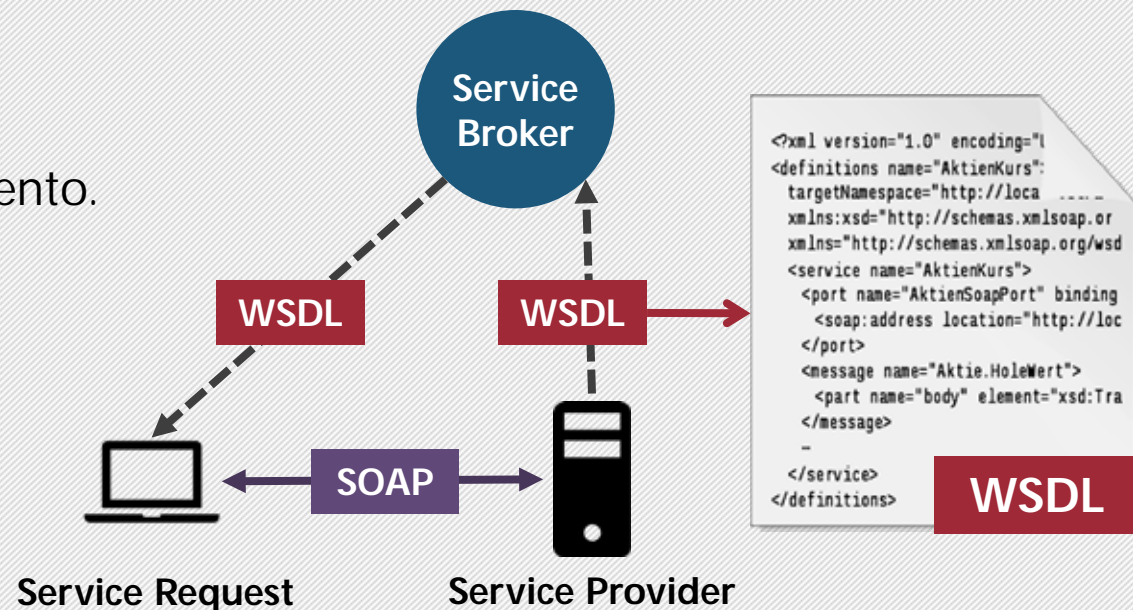 ento.
Service
Broker
WSDL
WSDL
SOAP
Service Request
Service Provider
<?xml version="1.0" encoding="
<definitions name="AktienKurs">
targetNamespace="http://loca
xmlns:xsd="http://schemas.xmlsoap.or
xmlns="http://schemas.xmlsoap.org/wsd
<service name="AktienKurs">
<port name="AktienSoapPort" binding
<soap:address location="http://loc
</port>
<message name="Aktie.HoleWert">
<part name="body" element="xsd:Tra
</message>
–
</service>
</definitions>
WSDL